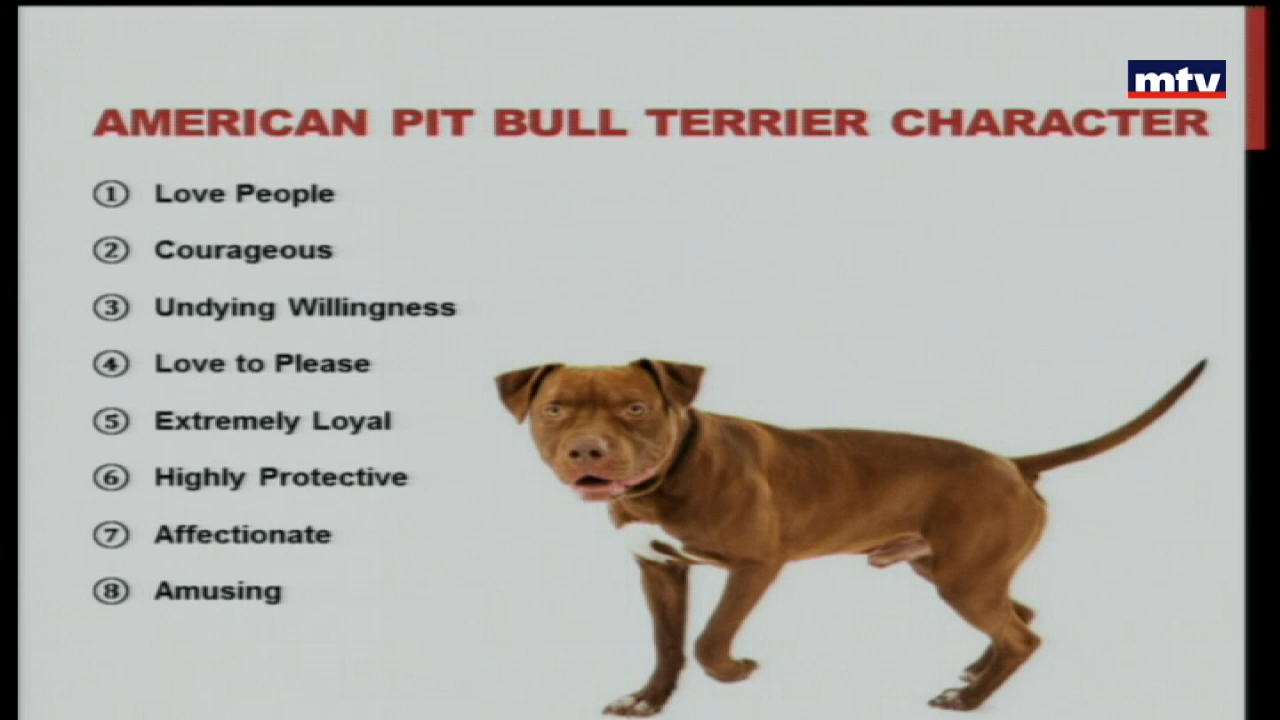 mtv
AMERICAN PIT BULL TERRIER CHARACTER
① Love People
② Courageous
③ Undying Willingness
④ Love to Please
⑤ Extremely Loyal
⑥ Highly Protective
⑦ Affectionate
⑧ Amusing